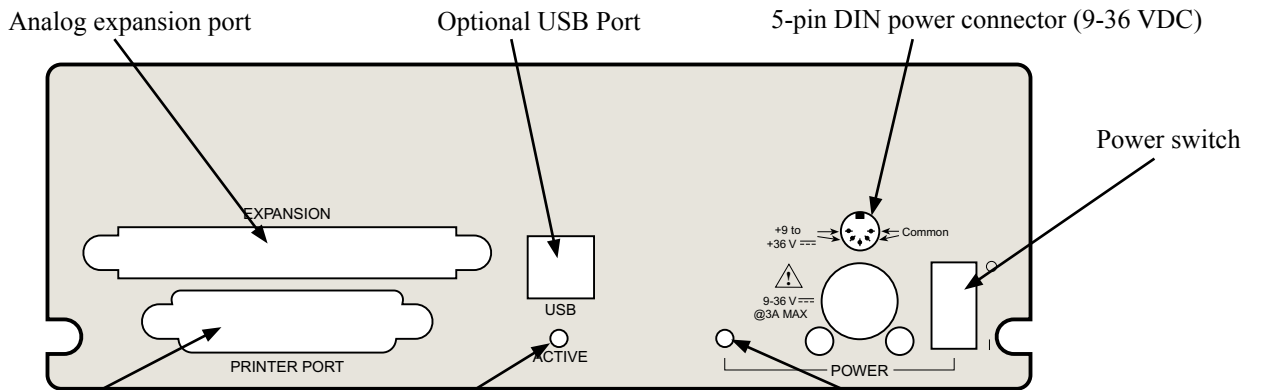 Analog expansion port
Optional USB Port
5-pin DIN power connector (9-36 VDC)
Power switch
EXPANSION
+9 to
+36 V
Common
USB
9-36 V
@3A MAX
O
|
ACTIVE
PRINTER PORT
POWER